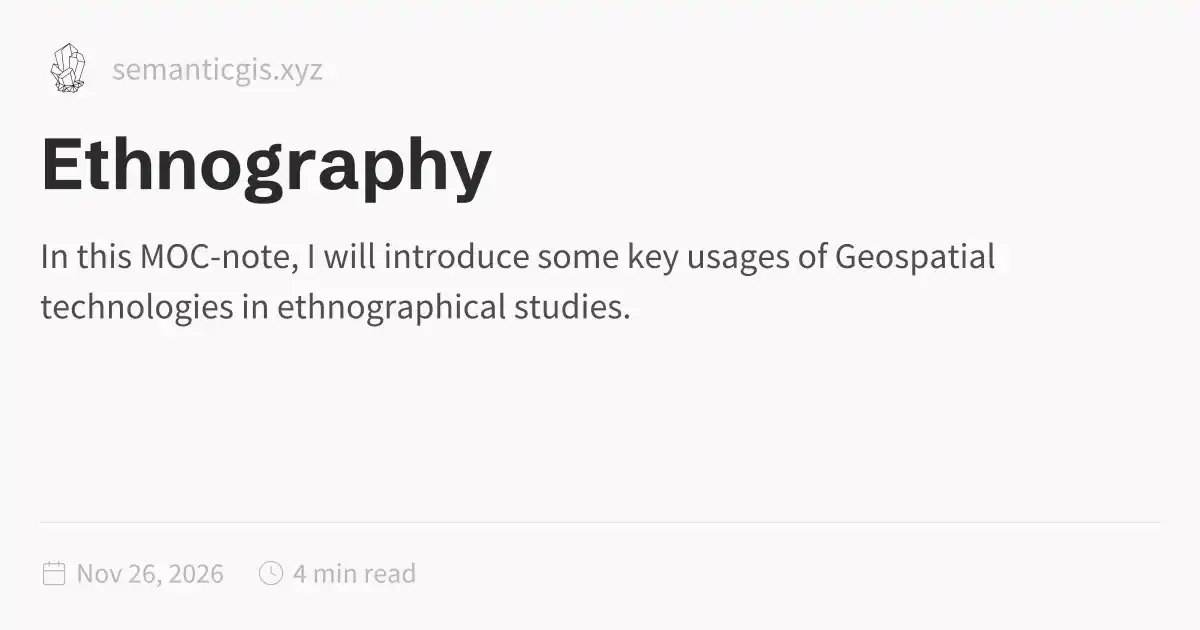 semanticgis.xyz
Ethnography
In this MOC-note, I will introduce some key usages of Geospatial
technologies in ethnographical studies.
Nov 26, 2026 4 min read